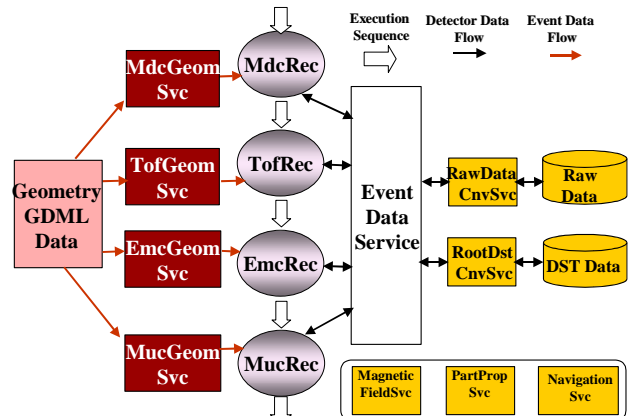 Execution
Sequence
Detector Data
Flow
Event Data
Flow
MdcGeom
Svc
MdcRec
TofGeom
Svc
TofRec
Geometry
GDML
Data
EmcGeom
Svc
EmcRec
MucGeom
Svc
MucRec
Event
Data
Service
RawData
CnvSvc
Raw
Data
RootDst
CnvSvc
DST Data
Magnetic
FieldSvc
PartProp
Svc
Navigation
Svc